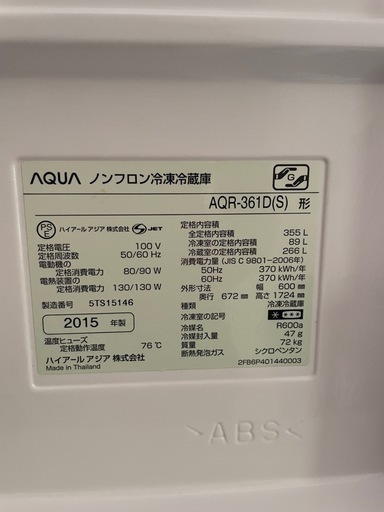 AQUA ノンフロン冷凍冷蔵庫
AQR-361D(S) 形
PS E ハイアール アジア 株式会社 S JET
定格電圧 100 V
定格周波数 50/60 Hz
電動機の
定格消費電力 80/90 W
電熱装置の
定格消費電力 130/130 W
製造番号 5TS15146
2015 年製
温度ヒューズ
定格動作温度 76℃
ハイアール アジア 株式会社
Made in Thailand
定格内容積
全定格内容積 355 L
冷凍室の定格内容積 89 L
冷蔵室の定格内容積 266 L
消費電力量 (JIS C 9801-2006年)
50Hz 370 kWh/年
60Hz 370 kWh/年
外形寸法 幅 600 mm
奥行 672 mm 高さ 1724 mm
種類 冷凍冷蔵庫
冷凍室の記号
冷媒名 R600a
冷媒封入量 47 g
質量 72 kg
断熱発泡ガス シクロペンタン
2FB6P401440003
>ABS<